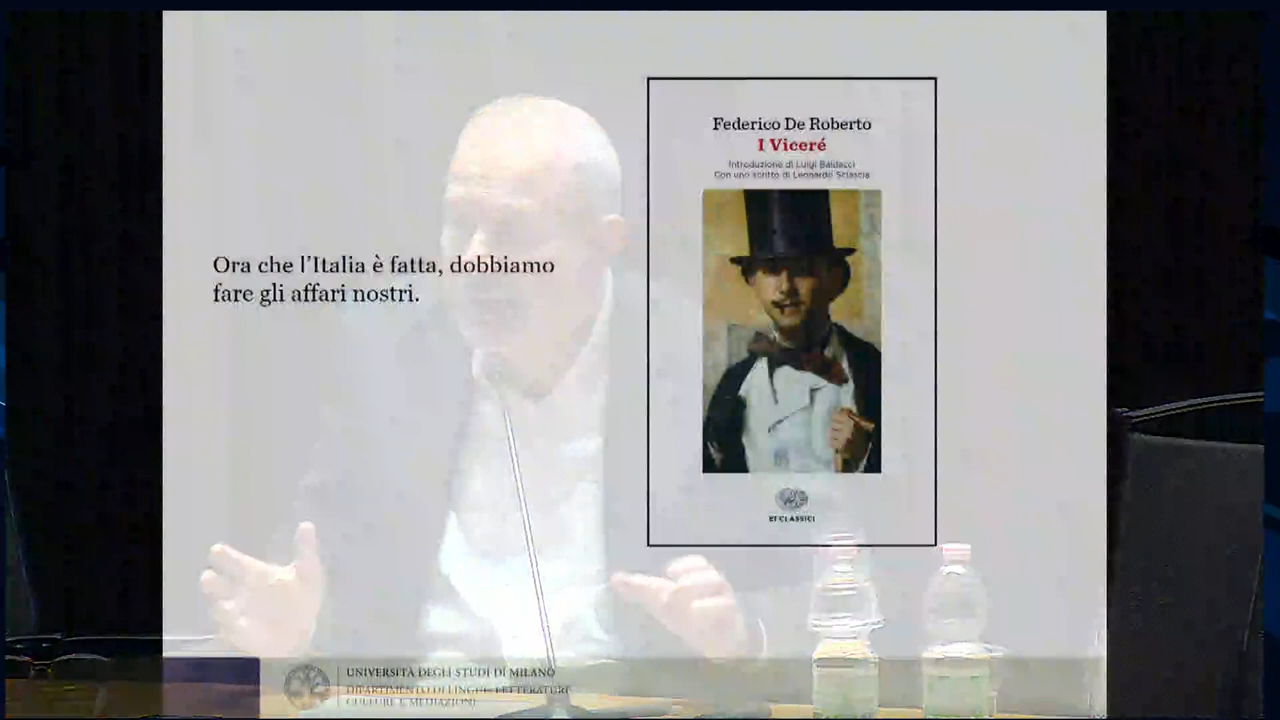 Ora che l'Italia è fatta, dobbiamo
fare gli affari nostri.
Federico De Roberto
I Viceré
Introduzione di Luigi Baldacci
Con uno scritto di Leonardo Sciascia
ET CLASSICI
UNIVERSITÀ DEGLI STUDI DI MILANO
DIPARTIMENTO DI LINGUE, LETTERATURE
CULTURE E MEDIAZIONI